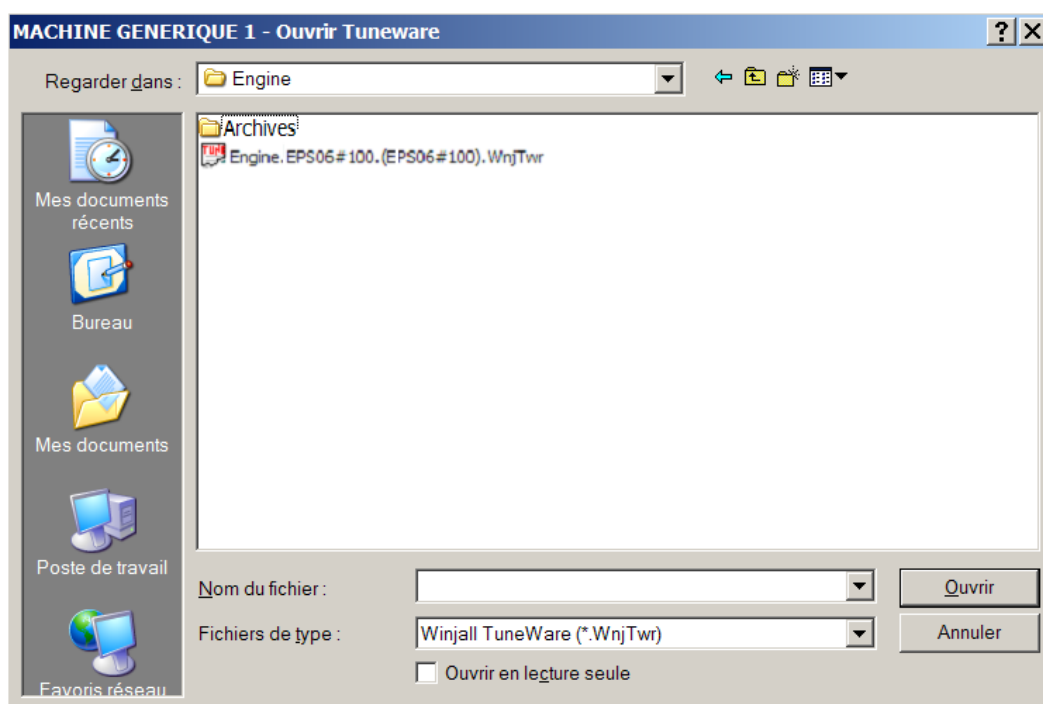 MACHINE GENERIQUE 1 - Ouvrir Tuneware
Regarder dans :
Engine
Archives
Engine.EPS06#100.(EPS06#100).WnjTwr
Mes documents
récents
Bureau
Mes documents
Poste de travail
Favoris réseau
Nom du fichier :
Ouvrir
Fichiers de type :
Winjall TuneWare (*.WnjTwr)
Annuler
Ouvrir en lecture seule